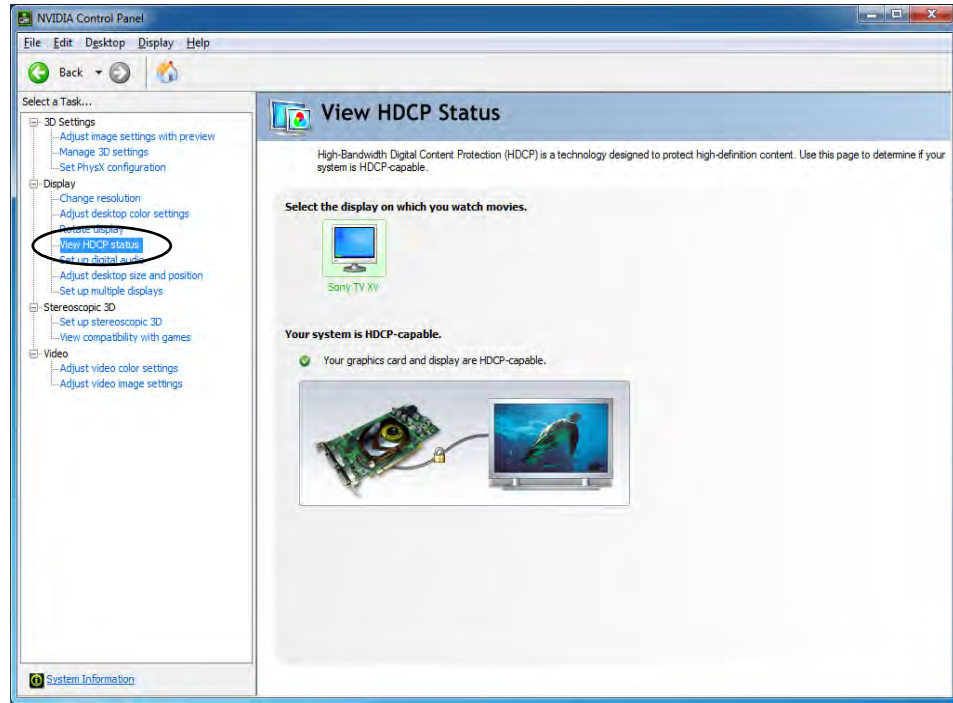 NVIDIA Control Panel
File Edit Desktop Display Help
Back
Select a Task...
3D Settings
Adjust image settings with preview
Manage 3D settings
Set PhysX configuration
Display
Change resolution
Adjust desktop color settings
Rotate display
View HDCP status
Set up digital audio
Adjust desktop size and position
Set up multiple displays
Stereoscopic 3D
Set up stereoscopic 3D
View compatibility with games
Video
Adjust video color settings
Adjust video image settings
System Information
View HDCP Status
High-Bandwidth Digital Content Protection (HDCP) is a technology designed to protect high-definition content. Use this page to determine if your
system is HDCP-capable.
Select the display on which you watch movies.
Sony TV XV
Your system is HDCP-capable.
Your graphics card and display are HDCP-capable.